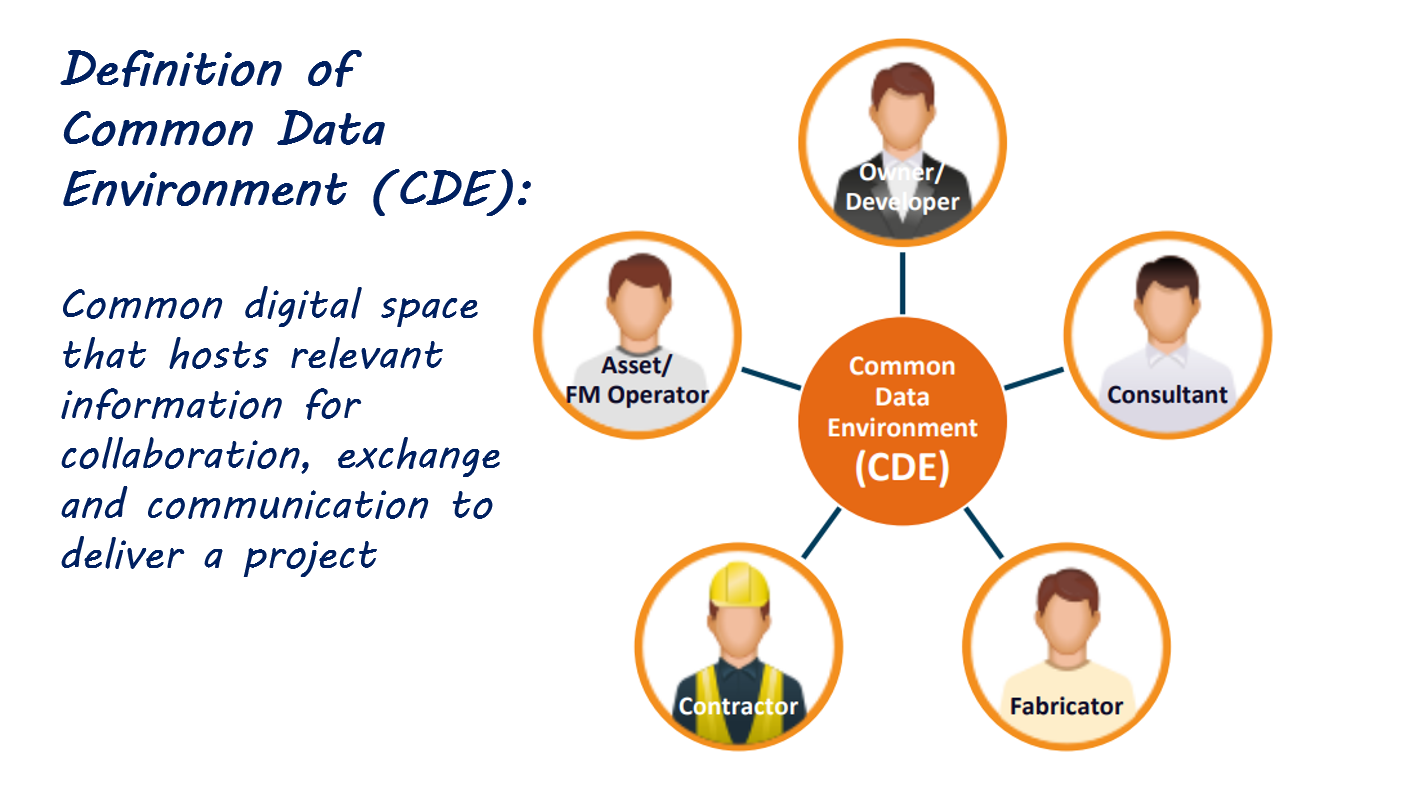 Definition of
Common Data
Environment (CDE):
Common digital space
that hosts relevant
information for
collaboration, exchange
and communication to
deliver a project
Owner/
Developer
Asset/
FM Operator
Common
Data
Environment
(CDE)
Consultant
Contractor
Fabricator